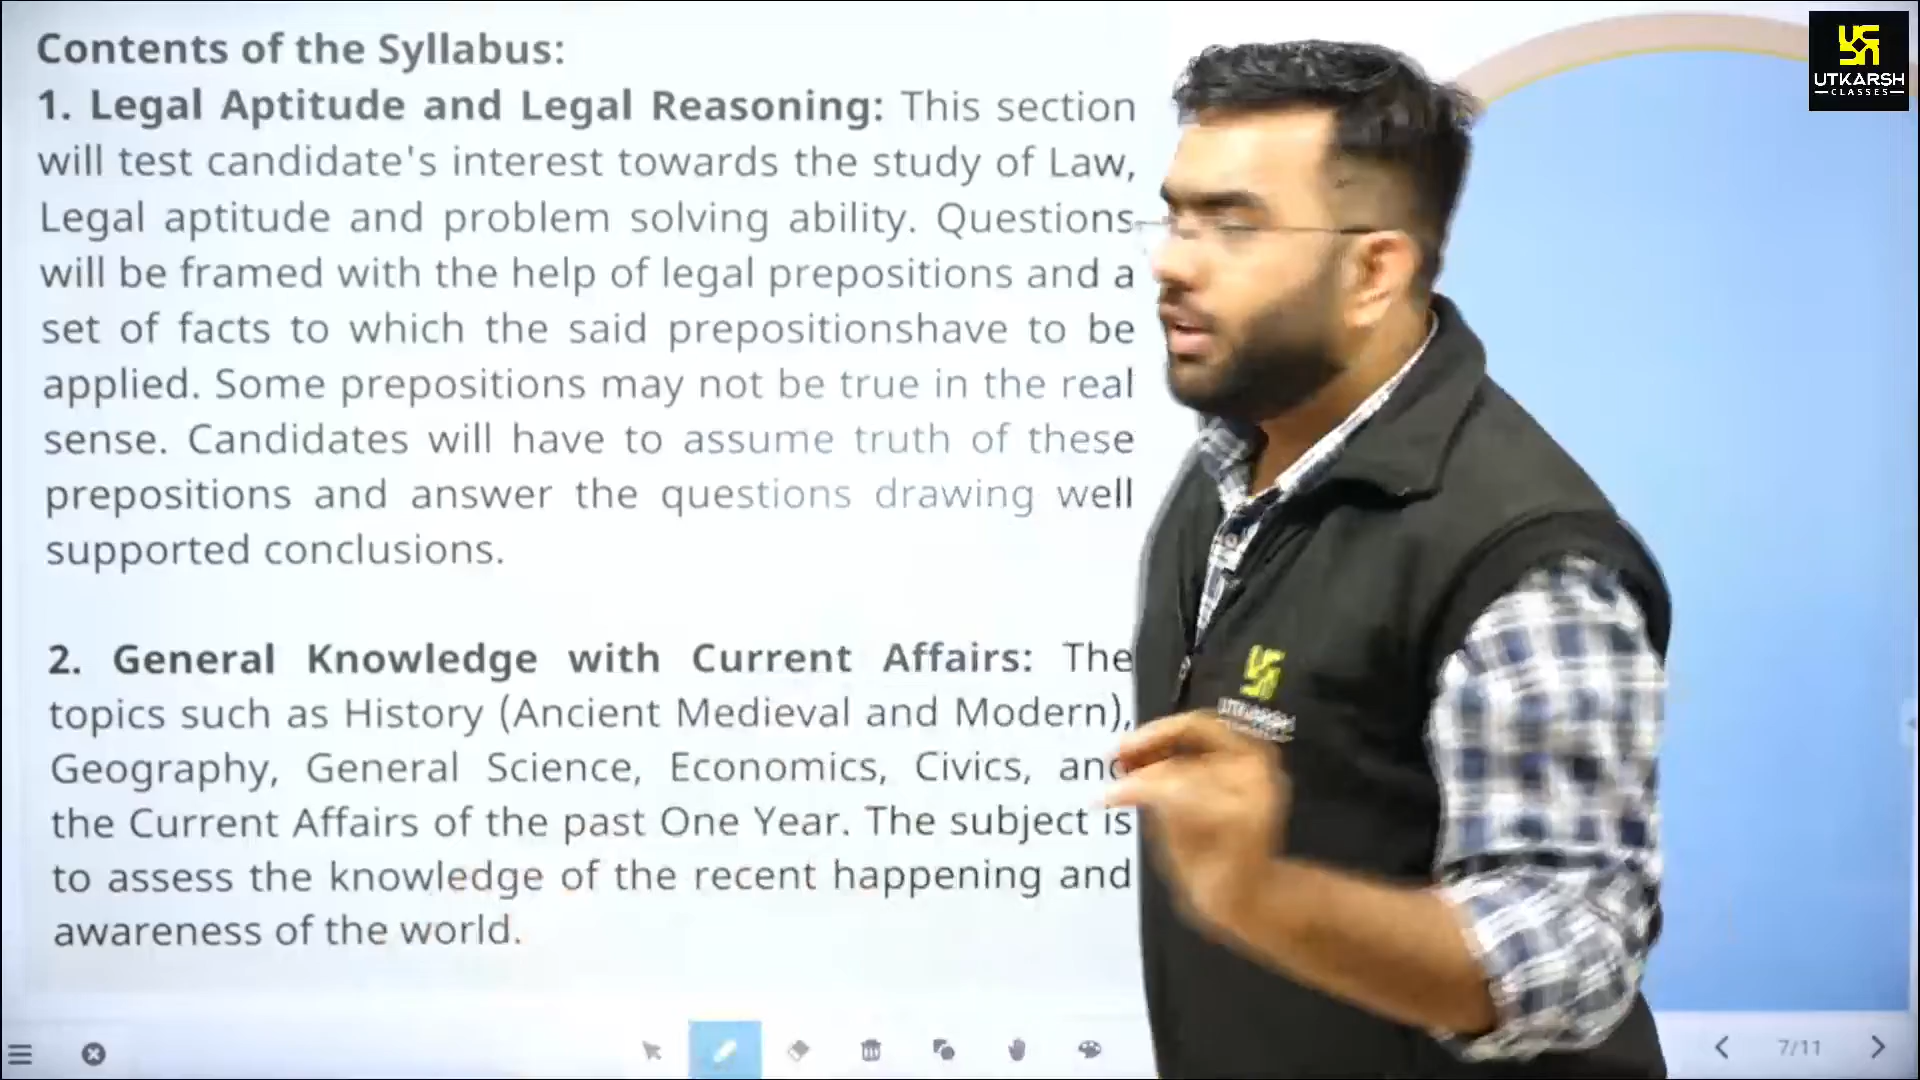 Contents of the Syllabus:
1. Legal Aptitude and Legal Reasoning: This section
will test candidate's interest towards the study of Law,
Legal aptitude and problem solving ability. Questions
will be framed with the help of legal prepositions and a
set of facts to which the said prepositionshave to be
applied. Some prepositions may not be true in the real
sense. Candidates will have to assume truth of these
prepositions and answer the questions drawing well
supported conclusions.
2. General Knowledge with Current Affairs: The
topics such as History (Ancient Medieval and Modern),
Geography, General Science, Economics, Civics, and
the Current Affairs of the past One Year. The subject is
to assess the knowledge of the recent happening and
awareness of the world.
UTKARSH
CLASSES
UTKARSH
7/11